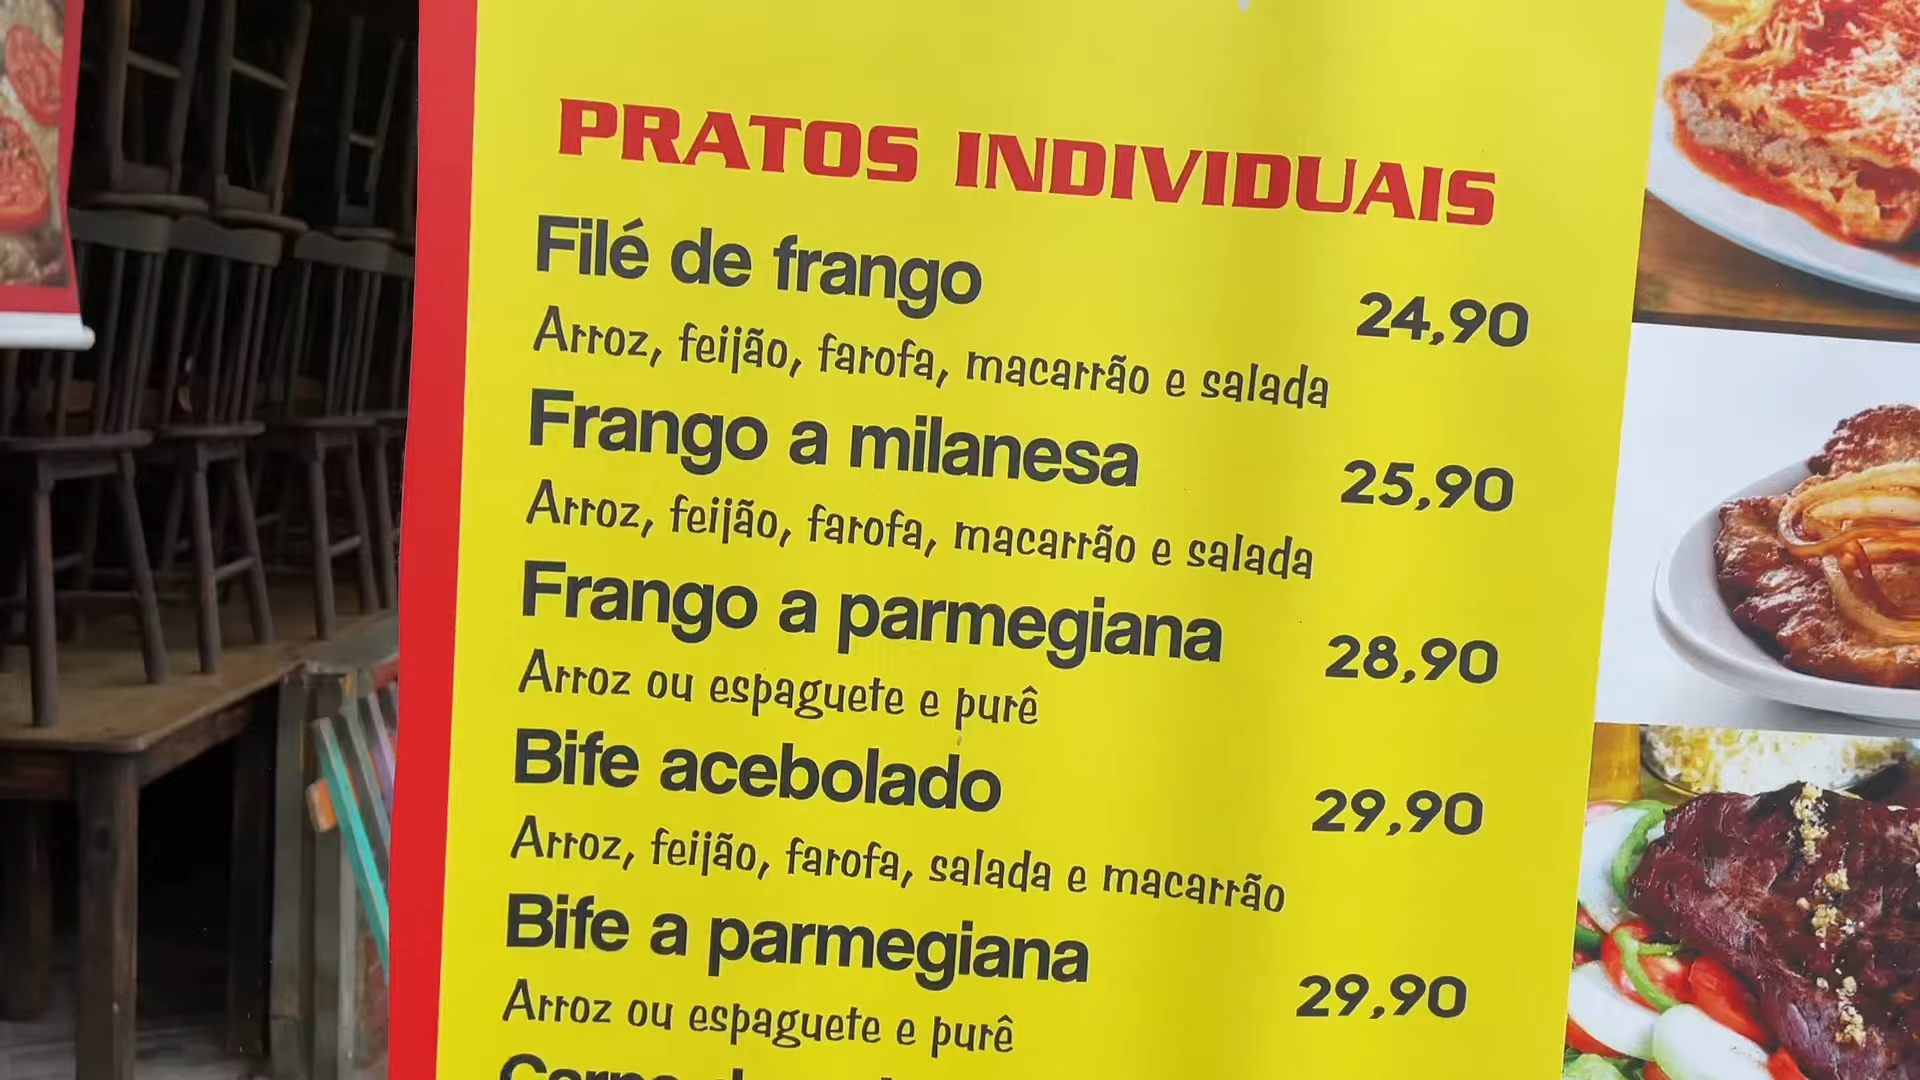 PRATOS INDIVIDUAIS
Filé de frango 24,90
Arroz, feijão, farofa, macarrão e salada
Frango a milanesa 25,90
Arroz, feijão, farofa, macarrão e salada
Frango a parmegiana 28,90
Arroz ou espaguete e purê
Bife acebolado 29,90
Arroz, feijão, farofa, salada e macarrão
Bife a parmegiana 29,90
Arroz ou espaguete e purê